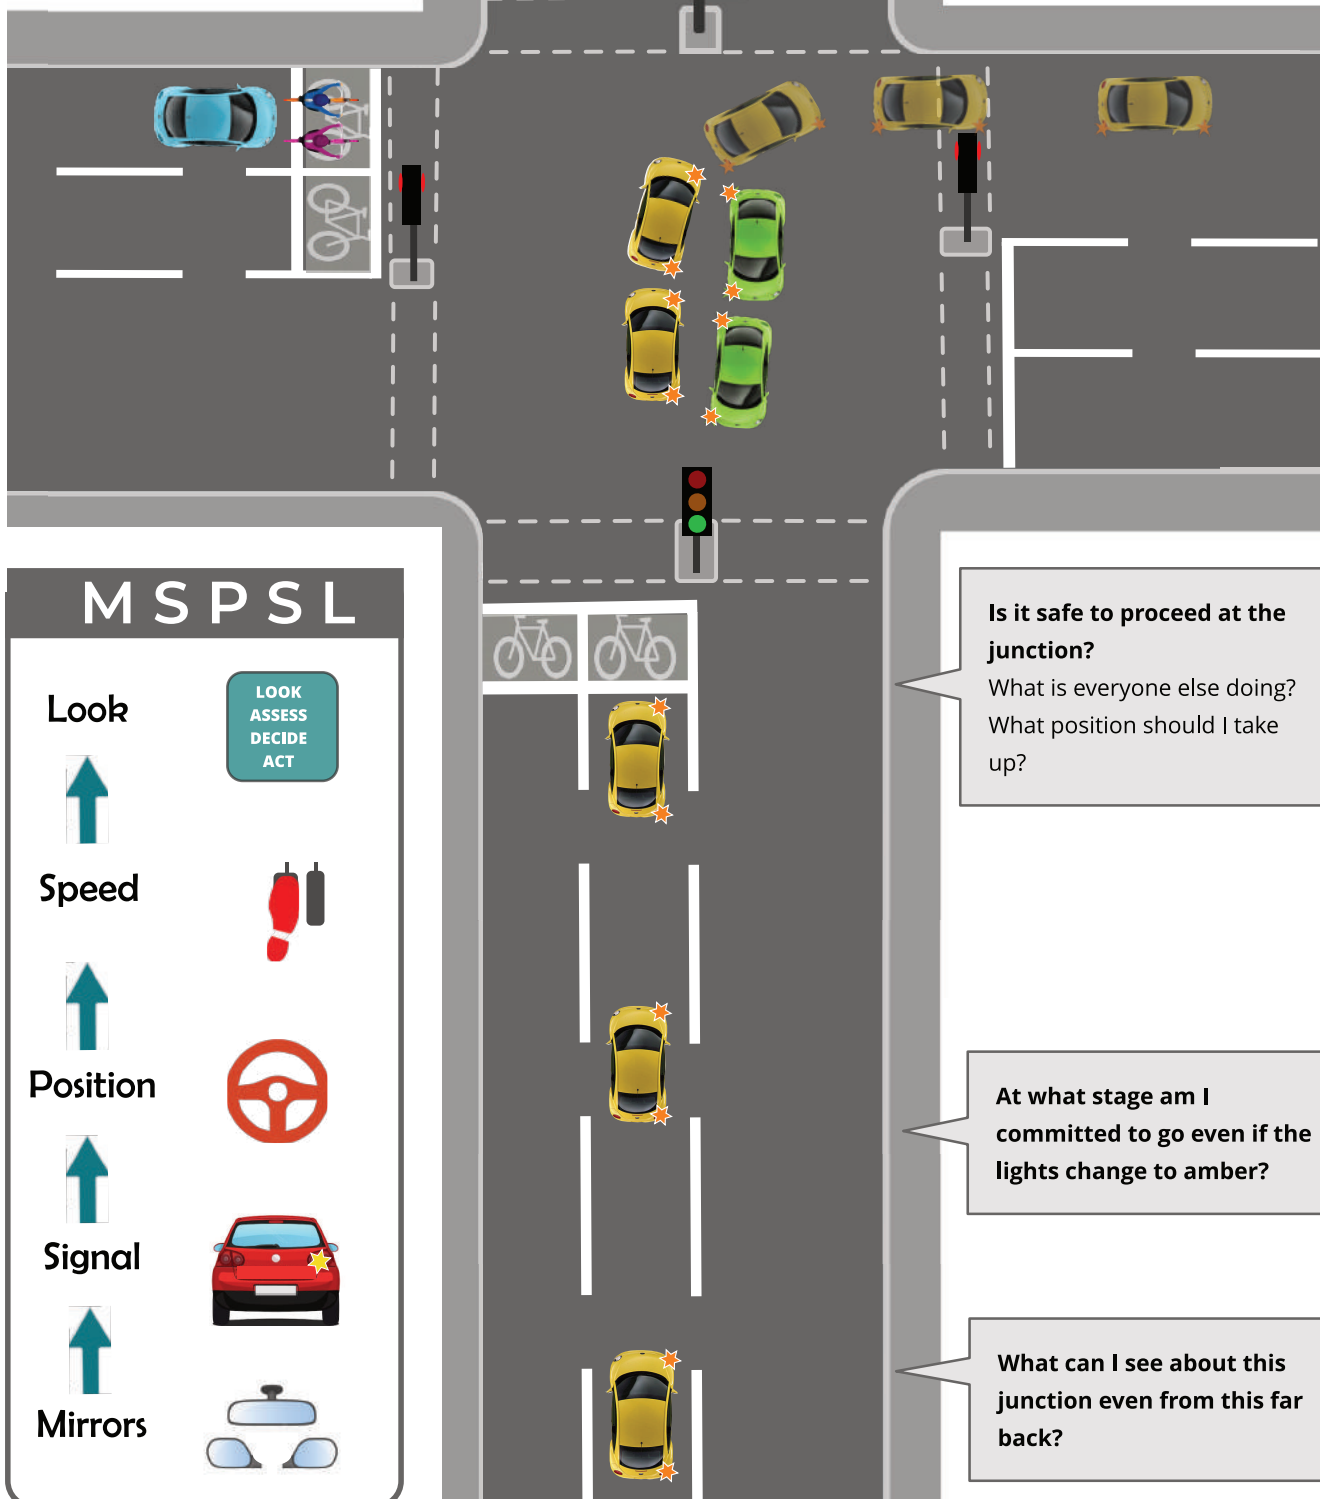 MSPSL
Look
LOOK
ASSESS
DECIDE
ACT
Speed
Position
Signal
Mirrors
Is it safe to proceed at the
junction?
What is everyone else doing?
What position should I take
up?
At what stage am I
committed to go even if the
lights change to amber?
What can I see about this
junction even from this far
back?